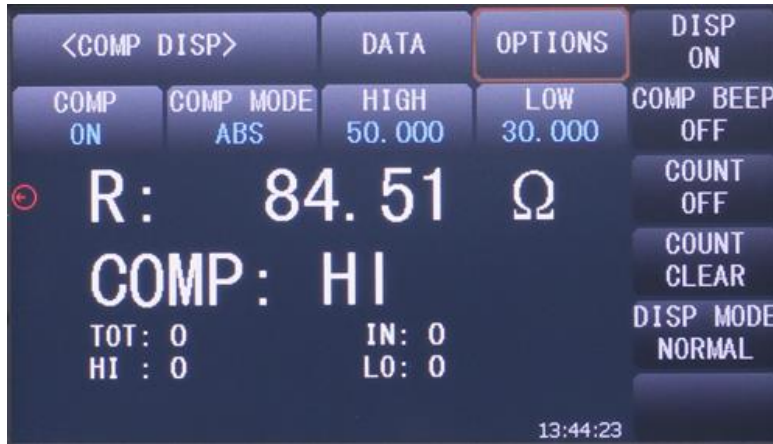 <COMP DISP> DATA OPTIONS DISP ON
COMP ON COMP MODE ABS HIGH 50.000 LOW 30.000 COMP BEEP OFF
R: 84.51 Ω COUNT OFF
COMP: HI COUNT CLEAR
TOT: 0 IN: 0 DISP MODE NORMAL
HI : 0 LO: 0
13:44:23